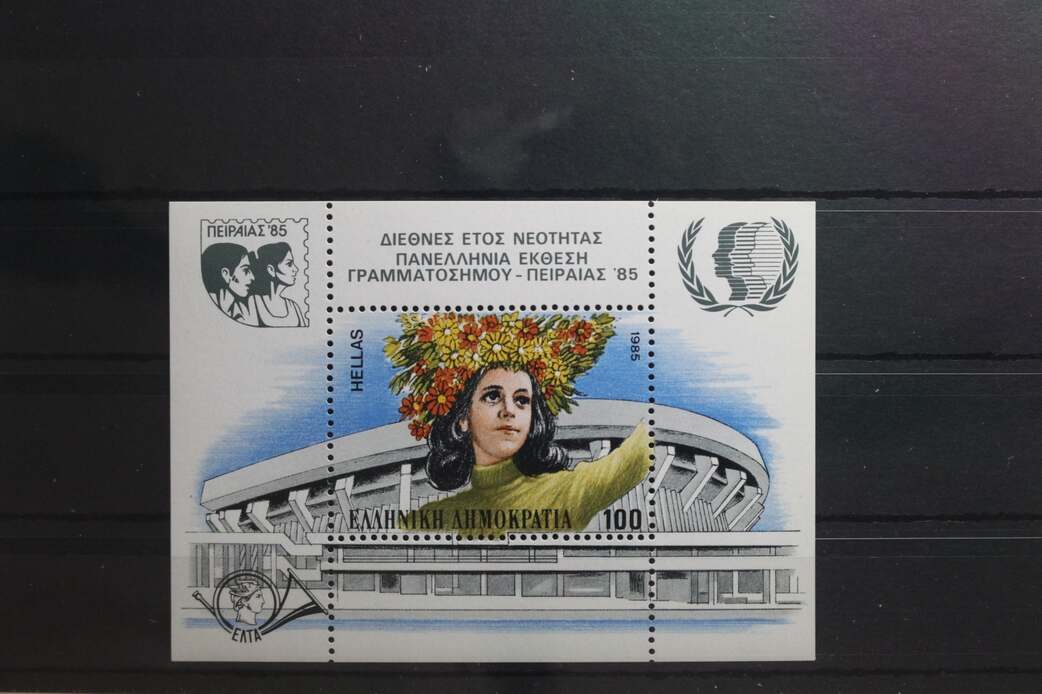 ΠΕΙΡΑΙΑΣ '85
ΔΙΕΘΝΕΣ ΕΤΟΣ ΝΕΟΤΗΤΑΣ
ΠΑΝΕΛΛΗΝΙΑ ΕΚΘΕΣΗ
ΓΡΑΜΜΑΤΟΣΗΜΟΥ - ΠΕΙΡΑΙΑΣ '85
HELLAS
1985
ΕΛΛΗΝΙΚΗ ΔΗΜΟΚΡΑΤΙΑ 100
ΕΛΤΑ